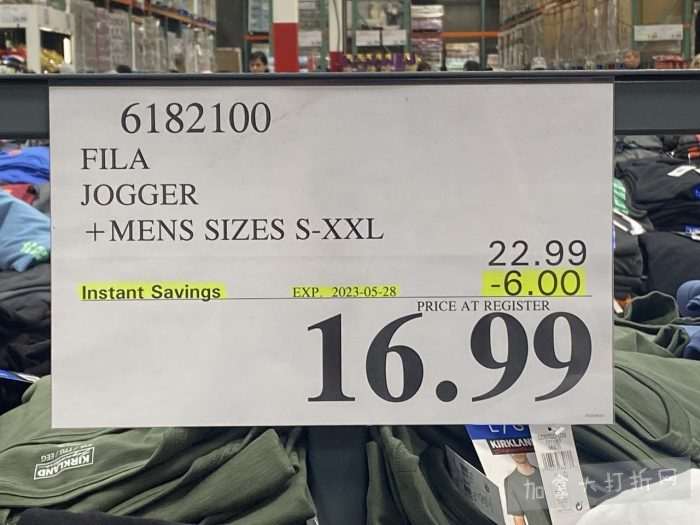 6182100
FILA
JOGGER
+MENS SIZES S-XXL
22.99
Instant Savings EXP. 2023-05-28 -6.00
PRICE AT REGISTER
16.99
KIRKLAND
L/G
KIRKLAND
加拿大打折网